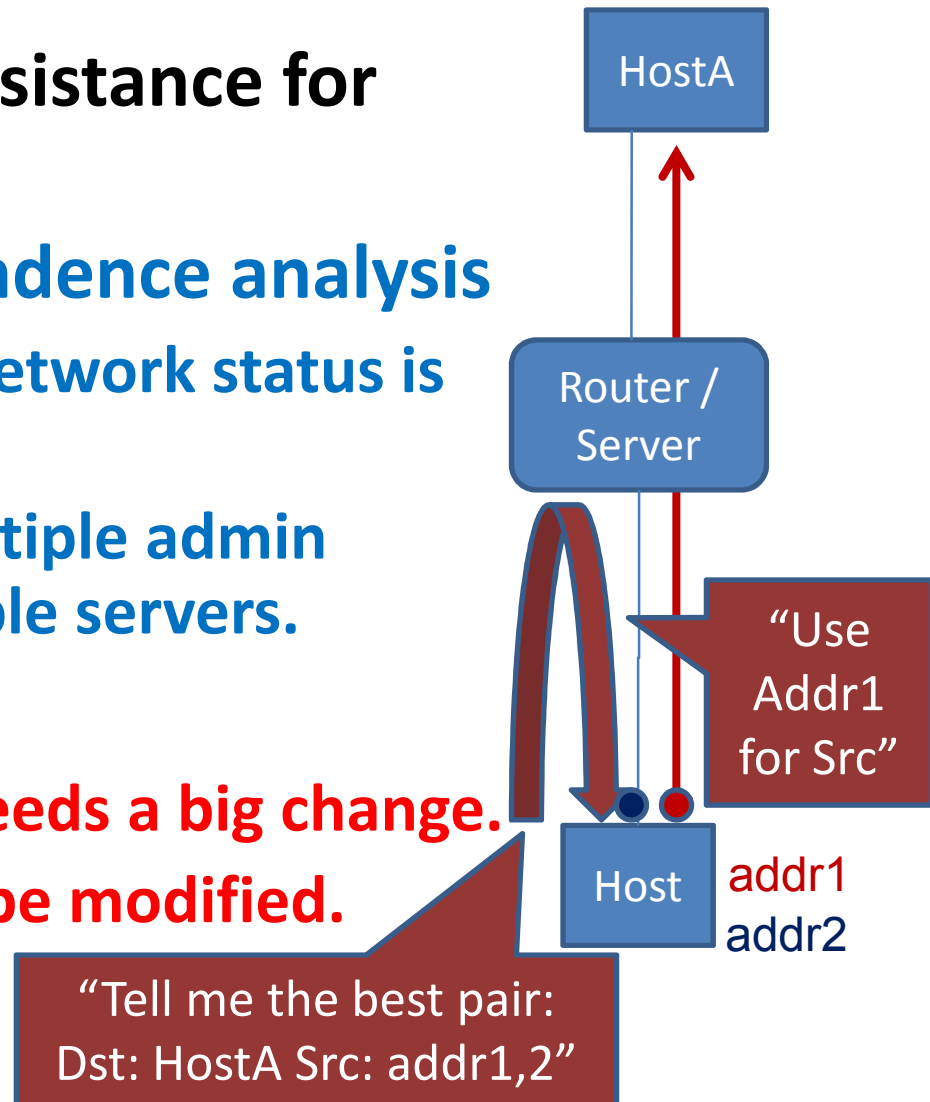 sistance for
ndence analysis
etwork status is
tiple admin
ple servers.
eeds a big change.
be modified.
HostA
Router /
Server
“Use
Addr1
for Src”
Host
addr1
addr2
“Tell me the best pair:
Dst: HostA Src: addr1,2”